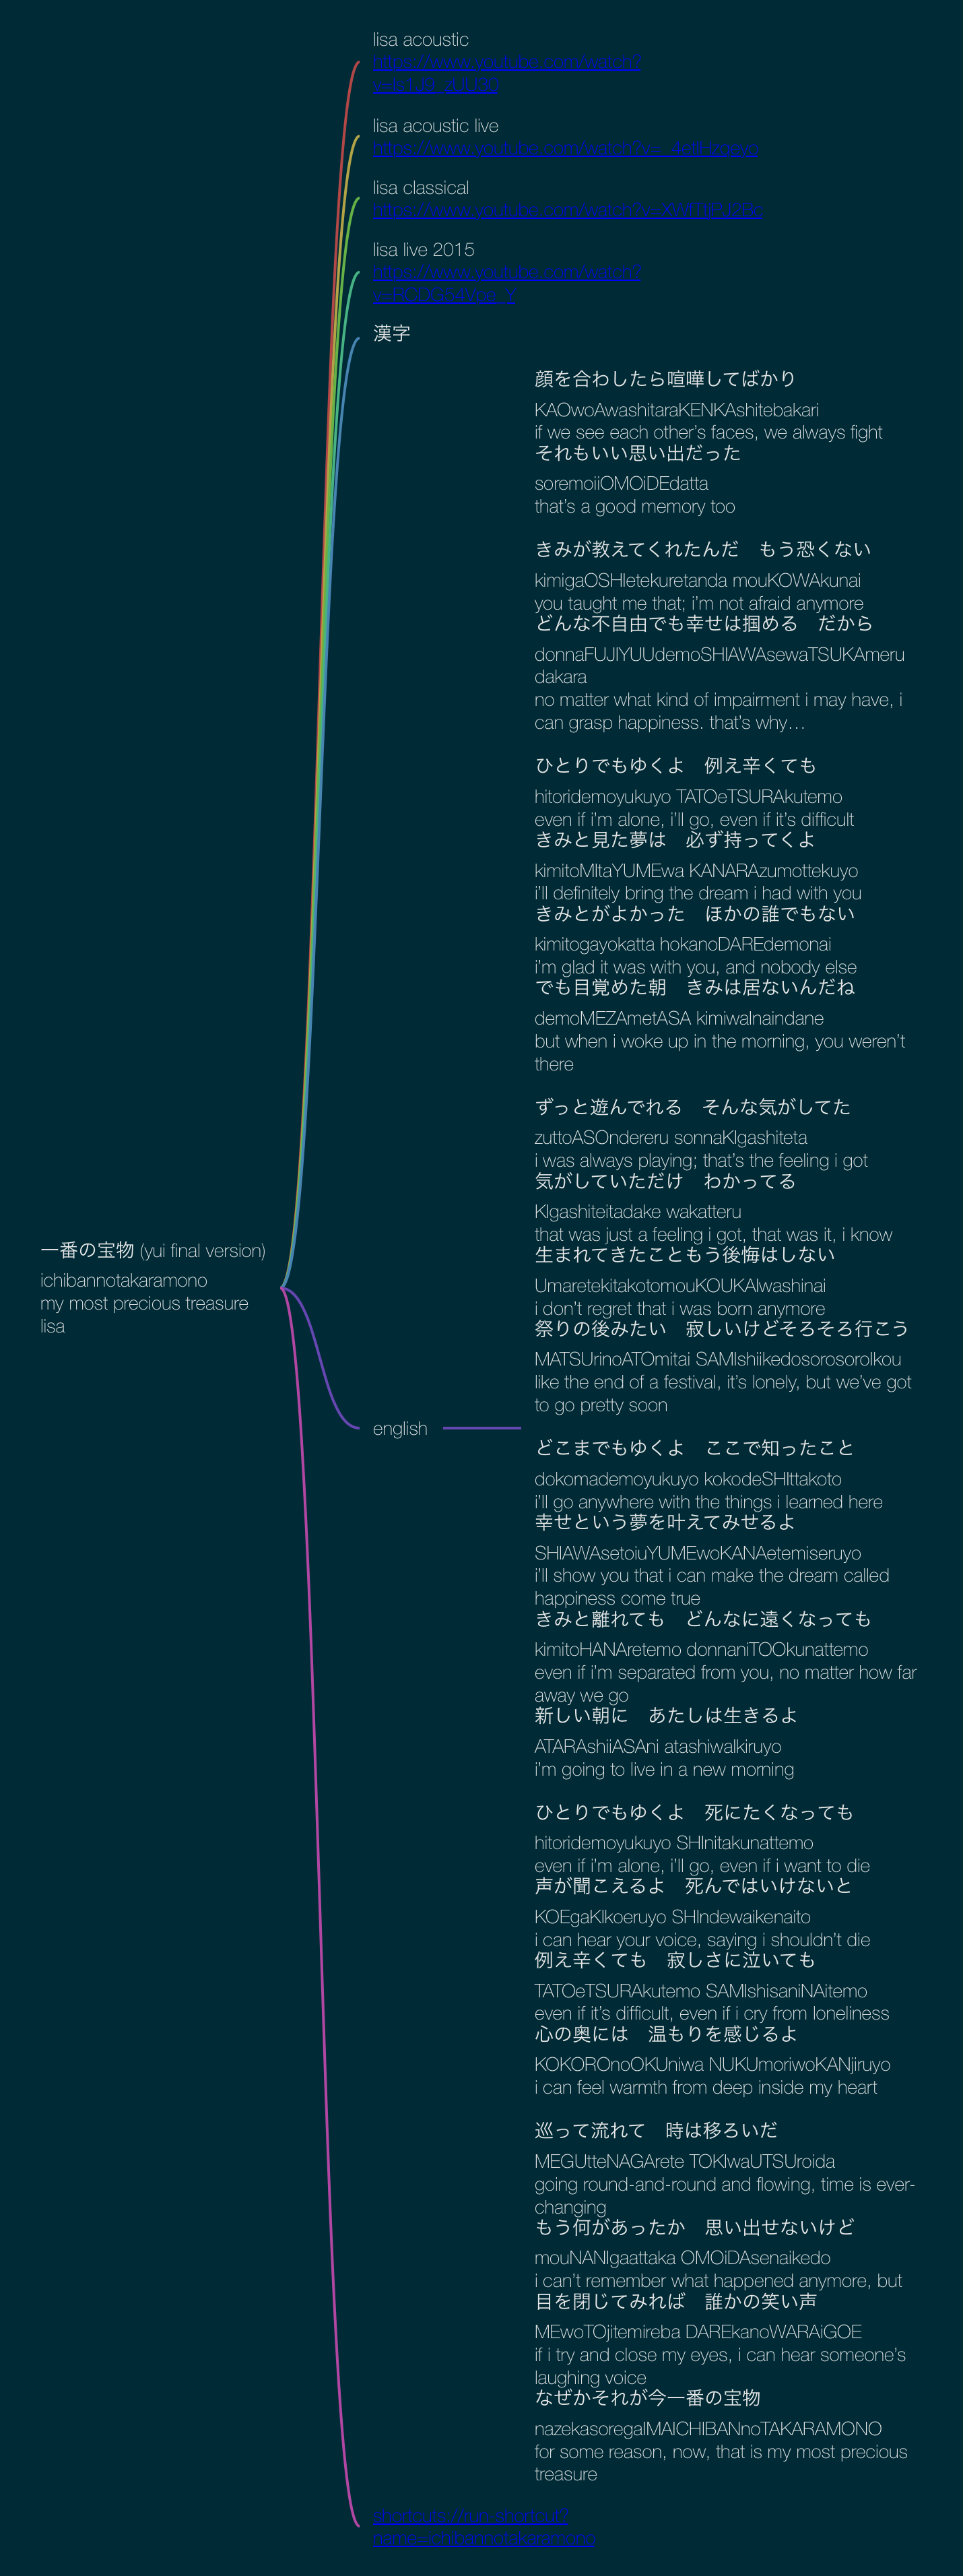 lisa acoustic
https://www.youtube.com/watch?
lisa acoustic live
lisa classical
lisa live 2015
https://www.youtube.com/watch?
漢字
顔を合わしたら喧嘩してばかり
KAOwoAwashitaraKENKAshitebakari
if we see each other’s faces, we always fight
それもいい思い出だった
soremoiiOMOiDEdatta
that’s a good memory too
きみが教えてくれたんだ　もう恐くない
kimigaOSHIetekuretanda mouKOWAkunai
you taught me that; i’m not afraid anymore
どんな不自由でも幸せは掴める　だから
donnaFUJIYUUdemoSHIAWAsewaTSUKAmeru
dakara
no matter what kind of impairment i may have, i
can grasp happiness. that’s why…
ひとりでもゆくよ　例え辛くても
hitoridemoyukuyo TATOeTSURAkutemo
even if i’m alone, i’ll go, even if it’s difficult
きみと見た夢は　必ず持ってくよ
kimitoMItaYUMEwa KANARAzumottekuyo
i’ll definitely bring the dream i had with you
きみとがよかった　ほかの誰でもない
kimitogayokatta hokanoDAREdemonai
i’m glad it was with you, and nobody else
でも目覚めた朝　きみは居ないんだね
demoMEZAmetASA kimiwaInaindane
but when i woke up in the morning, you weren’t
there
ずっと遊んでれる　そんな気がしてた
zuttoASOndereru sonnaKIgashiteta
i was always playing; that’s the feeling i got
気がしていただけ　わかってる
KIgashiteitadake wakatteru
that was just a feeling i got, that was it, i know
生まれてきたこともう後悔はしない
UmaretekitakotomouKOUKAIwashinai
i don’t regret that i was born anymore
祭りの後みたい　寂しいけどそろそろ行こう
MATSUrinoATOmitai SAMIshiikedosorosoroIkou
like the end of a festival, it’s lonely, but we’ve got
to go pretty soon
一番の宝物 (yui final version)
ichibannotakaramono
my most precious treasure
lisa
english
どこまでもゆくよ　ここで知ったこと
dokomademoyukuyo kokodeSHIttakoto
i’ll go anywhere with the things i learned here
幸せという夢を叶えてみせるよ
SHIAWAsetoiuYUMEwoKANAetemiseruyo
i’ll show you that i can make the dream called
happiness come true
きみと離れても　どんなに遠くなっても
kimitoHANAretemo donnaniTOOkunattemo
even if i’m separated from you, no matter how far
away we go
新しい朝に　あたしは生きるよ
ATARAshiiASAni atashiwaIkiruyo
i’m going to live in a new morning
ひとりでもゆくよ　死にたくなっても
hitoridemoyukuyo SHInitakunattemo
even if i’m alone, i’ll go, even if i want to die
声が聞こえるよ　死んではいけないと
KOEgaKIkoeruyo SHIndewaikenaito
i can hear your voice, saying i shouldn’t die
例え辛くても　寂しさに泣いても
TATOeTSURAkutemo SAMIshisaniNAitemo
even if it’s difficult, even if i cry from loneliness
心の奥には　温もりを感じるよ
KOKOROnoOKUniwa NUKUmoriwoKANjiruyo
i can feel warmth from deep inside my heart
巡って流れて　時は移ろいだ
MEGUtteNAGArete TOKIwaUTSUroida
going round-and-round and flowing, time is ever-
changing
もう何があったか　思い出せないけど
mouNANIgaattaka OMOiDAsenaikedo
i can’t remember what happened anymore, but
目を閉じてみれば　誰かの笑い声
MEwoTOjitemireba DAREkanoWARAiGOE
if i try and close my eyes, i can hear someone’s
laughing voice
なぜかそれが今一番の宝物
nazekasoregaIMAICHIBANnoTAKARAMONO
for some reason, now, that is my most precious
treasure
shortcuts://run-shortcut?
name=ichibannotakaramono